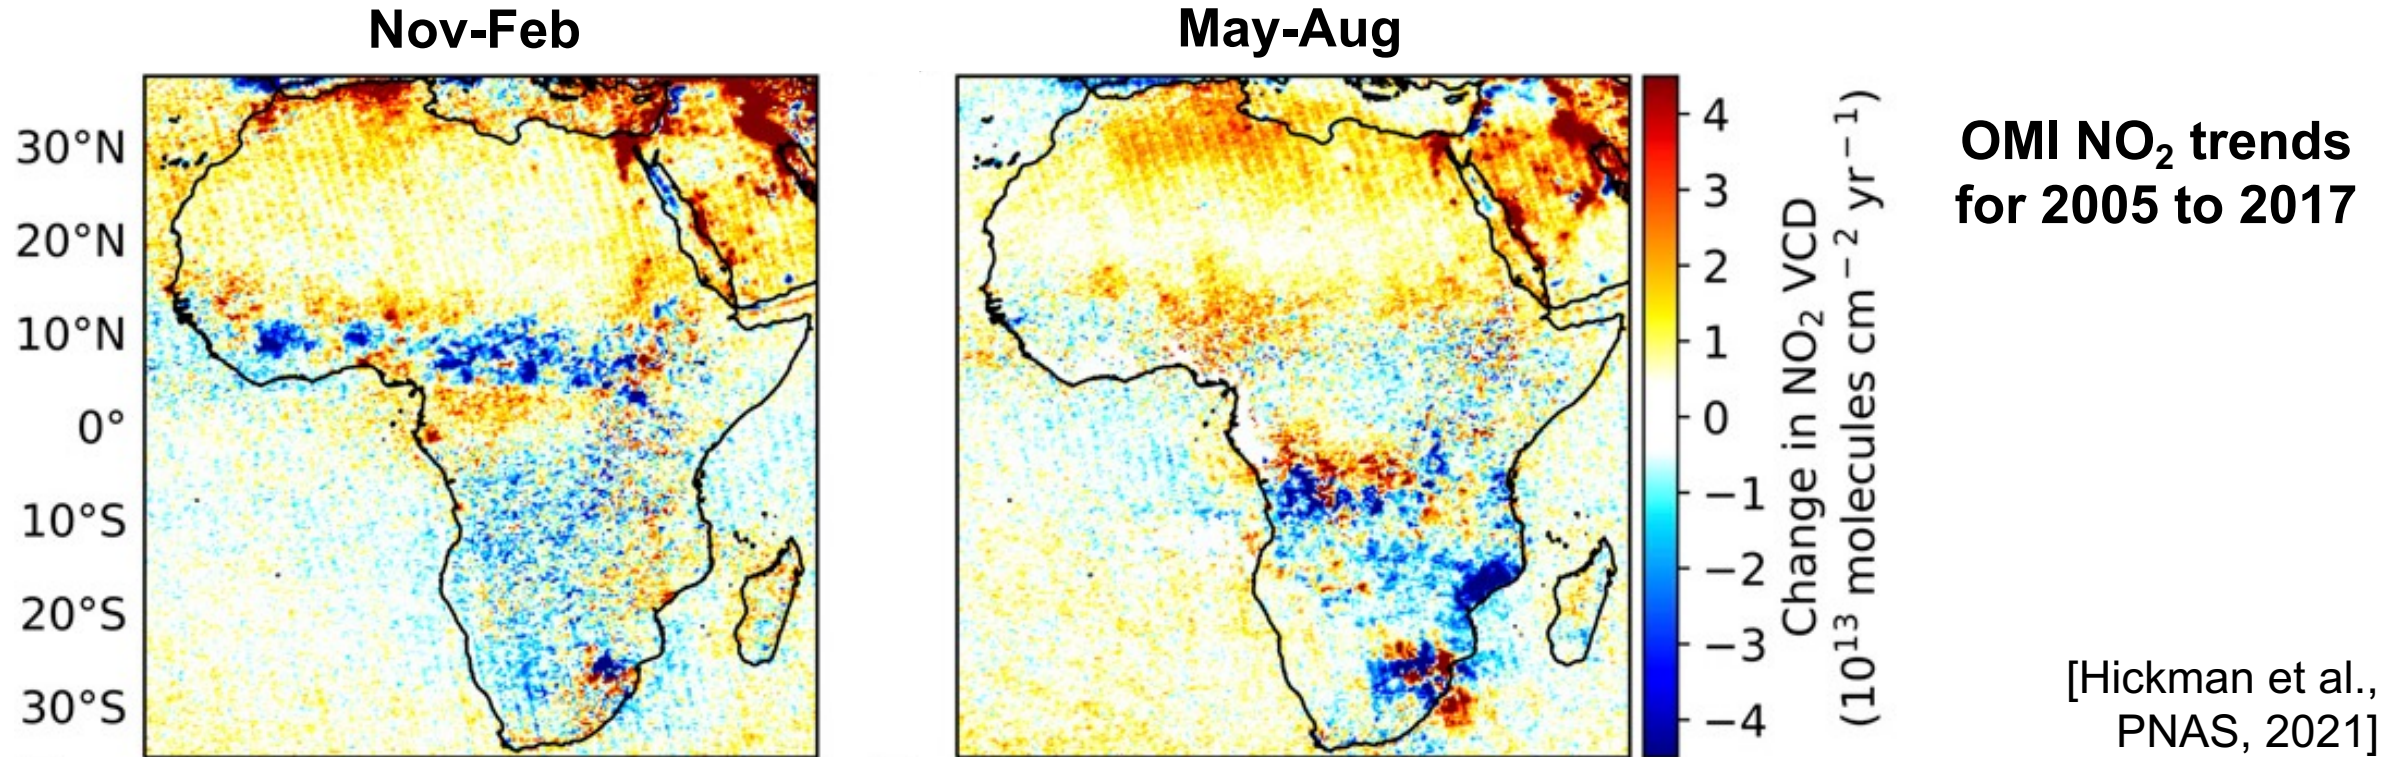 Nov-Feb
May-Aug
30°N
20°N
10°N
0°
10°S
20°S
30°S
4
3
2
1
0
−1
−2
−3
−4
Change in NO₂ VCD
(10¹³ molecules cm⁻² yr⁻¹)
OMI NO₂ trends
for 2005 to 2017
[Hickman et al.,
PNAS, 2021]